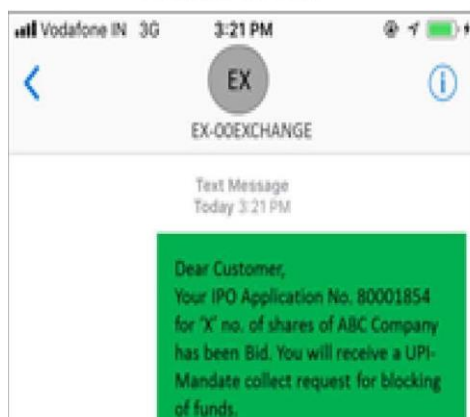 Vodafone IN 3G 3:21 PM
EX
EX-00EXCHANGE
Text Message
Today 3:21 PM
Dear Customer,
Your IPO Application No. 80001854
for 'X' no. of shares of ABC Company
has been Bid. You will receive a UPI-
Mandate collect request for blocking
of funds.